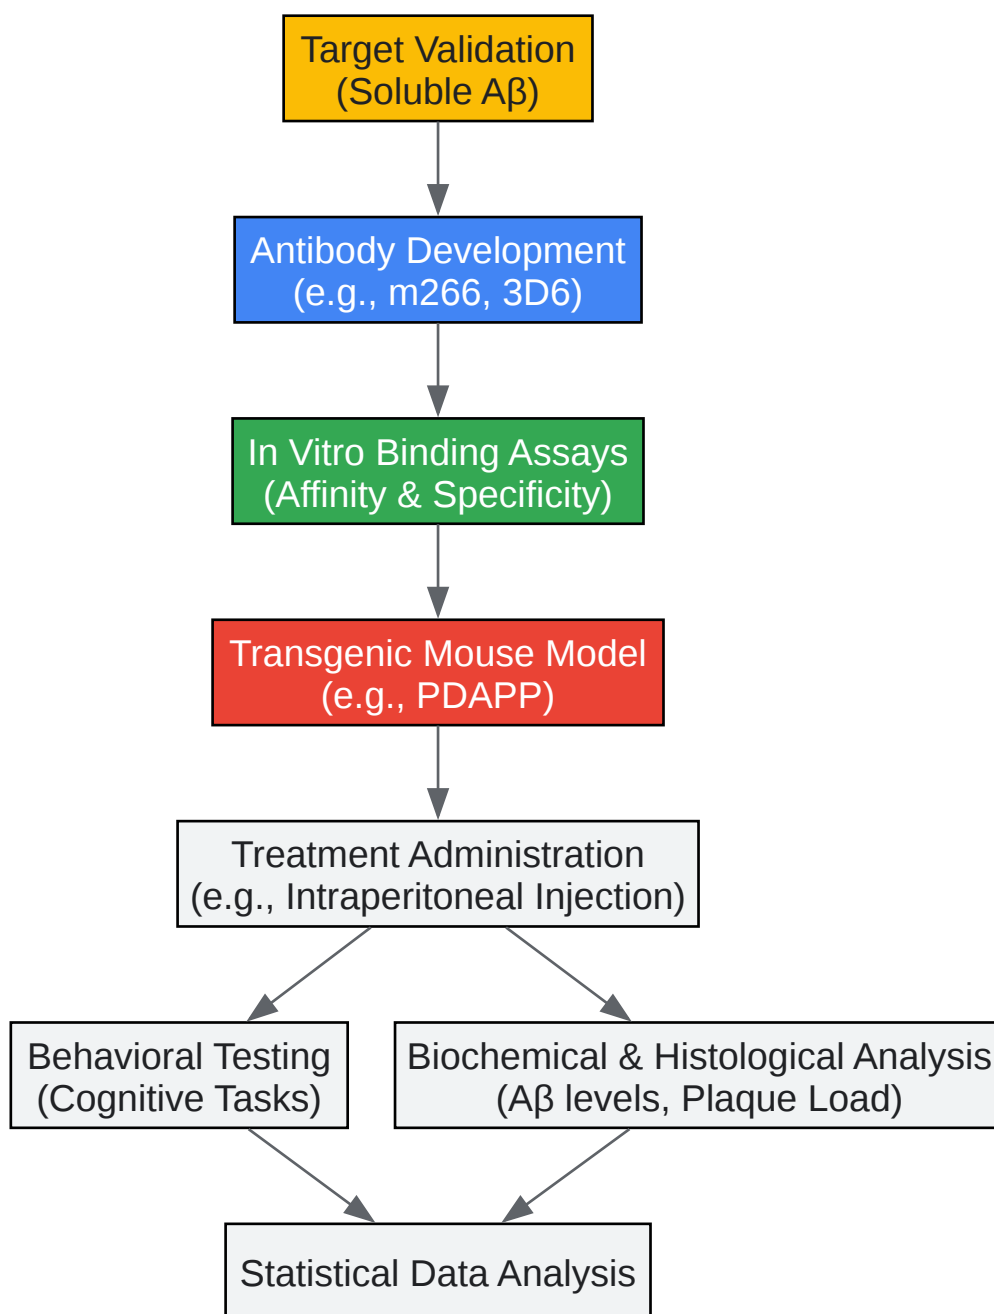 Target Validation
(Soluble Aβ)
Antibody Development
(e.g., m266, 3D6)
In Vitro Binding Assays
(Affinity & Specificity)
Transgenic Mouse Model
(e.g., PDAPP)
Treatment Administration
(e.g., Intraperitoneal Injection)
Behavioral Testing
(Cognitive Tasks)
Biochemical & Histological Analysis
(Aβ levels, Plaque Load)
Statistical Data Analysis